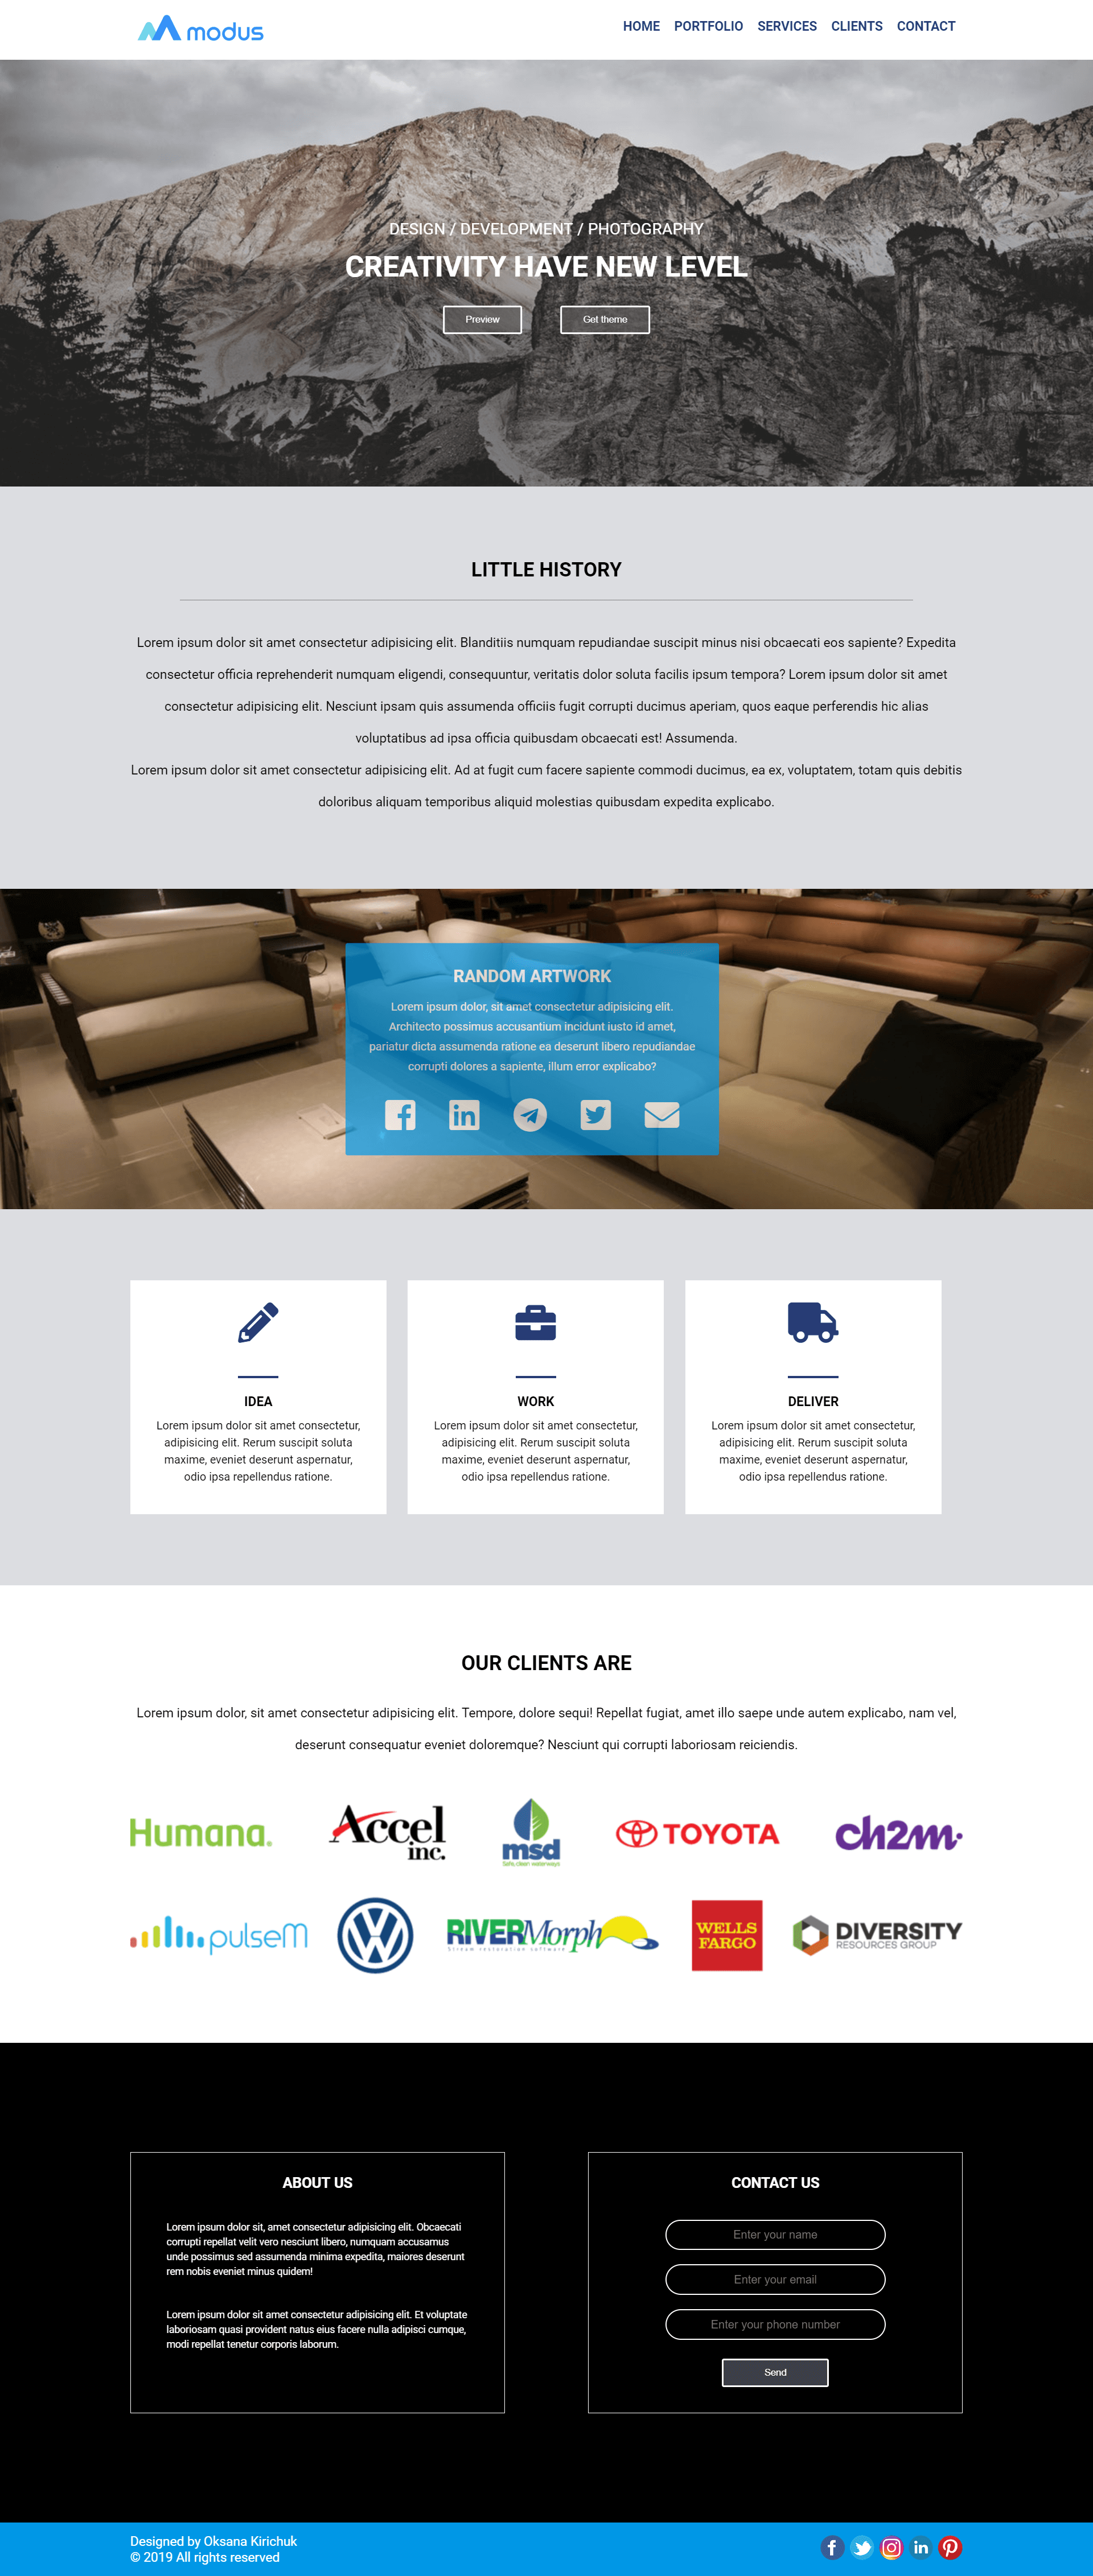 modus
HOME PORTFOLIO SERVICES CLIENTS CONTACT
DESIGN / DEVELOPMENT / PHOTOGRAPHY
CREATIVITY HAVE NEW LEVEL
Preview Get theme
LITTLE HISTORY
Lorem ipsum dolor sit amet consectetur adipisicing elit. Blanditiis numquam repudiandae suscipit minus nisi obcaecati eos sapiente? Expedita
consectetur officia reprehenderit numquam eligendi, consequuntur, veritatis dolor soluta facilis ipsum tempora? Lorem ipsum dolor sit amet
consectetur adipisicing elit. Nesciunt ipsam quis assumenda officiis fugit corrupti ducimus aperiam, quos eaque perferendis hic alias
voluptatibus ad ipsa officia quibusdam obcaecati est! Assumenda.
Lorem ipsum dolor sit amet consectetur adipisicing elit. Ad at fugit cum facere sapiente commodi ducimus, ea ex, voluptatem, totam quis debitis
doloribus aliquam temporibus aliquid molestias quibusdam expedita explicabo.
RANDOM ARTWORK
Lorem ipsum dolor, sit amet consectetur adipisicing elit.
Architecto possimus accusantium incidunt iusto id amet,
pariatur dicta assumenda ratione ea deserunt libero repudiandae
corrupti dolores a sapiente, illum error explicabo?
IDEA
Lorem ipsum dolor sit amet consectetur,
adipisicing elit. Rerum suscipit soluta
maxime, eveniet deserunt aspernatur,
odio ipsa repellendus ratione.
WORK
Lorem ipsum dolor sit amet consectetur,
adipisicing elit. Rerum suscipit soluta
maxime, eveniet deserunt aspernatur,
odio ipsa repellendus ratione.
DELIVER
Lorem ipsum dolor sit amet consectetur,
adipisicing elit. Rerum suscipit soluta
maxime, eveniet deserunt aspernatur,
odio ipsa repellendus ratione.
OUR CLIENTS ARE
Lorem ipsum dolor, sit amet consectetur adipisicing elit. Tempore, dolore sequi! Repellat fugiat, amet illo saepe unde autem explicabo, nam vel,
deserunt consequatur eveniet doloremque? Nesciunt qui corrupti laboriosam reiciendis.
Humana.
Accel
inc.
msd
Safe, clean waterways
TOYOTA
ch2m
pulseM
VW
RIVERMorph
Stream restoration software
WELLS
FARGO
DIVERSITY
RESOURCES GROUP
ABOUT US
Lorem ipsum dolor sit, amet consectetur adipisicing elit. Obcaecati
corrupti repellat velit vero nesciunt libero, numquam accusamus
unde possimus sed assumenda minima expedita, maiores deserunt
rem nobis eveniet minus quidem!
Lorem ipsum dolor sit amet consectetur adipisicing elit. Et voluptate
laboriosam quasi provident natus eius facere nulla adipisci cumque,
modi repellat tenetur corporis laborum.
CONTACT US
Enter your name
Enter your email
Enter your phone number
Send
Designed by Oksana Kirichuk
© 2019 All rights reserved